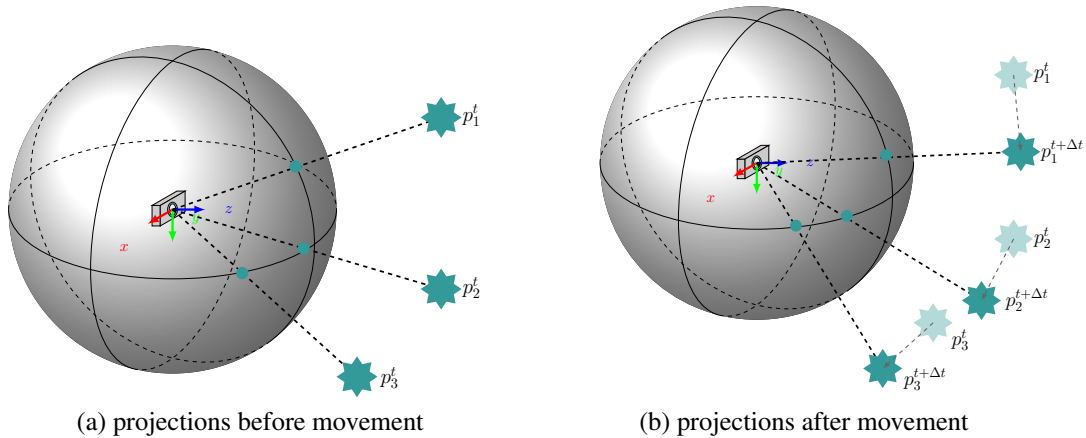 p_1^t
p_2^t
p_3^t
z
y
x
(a) projections before movement
p_1^t
p_1^{t+Δt}
p_2^t
p_2^{t+Δt}
p_3^t
p_3^{t+Δt}
z
y
x
(b) projections after movement